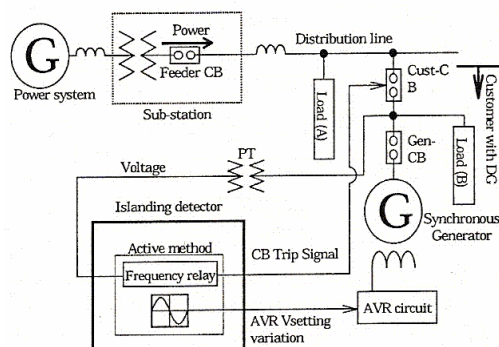 Power
Distribution line
G
Feeder CB
Cust-C
B
Power system
Sub-station
Load (A)
Customer with DG
Gen-
CB
Load (B)
PT
Voltage
G
Synchronous
Generator
Islanding detector
Active method
CB Trip Signal
Frequency relay
AVR circuit
AVR Vsetting
variation